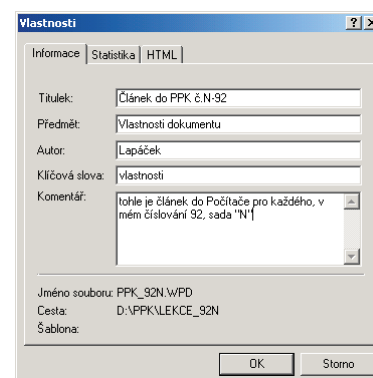 Vlastnosti
Informace Statistika HTML
Titulek: Článek do PPK č.N-92
Předmět: Vlastnosti dokumentu
Autor: Lapáček
Klíčová slova: vlastnosti
Komentář: tohle je článek do Počítače pro každého, v
mém číslování 92, sada "N"
Jméno souboru: PPK_92N.WPD
Cesta: D:\PPK\LEKCE_92N
Šablona:
OK Storno